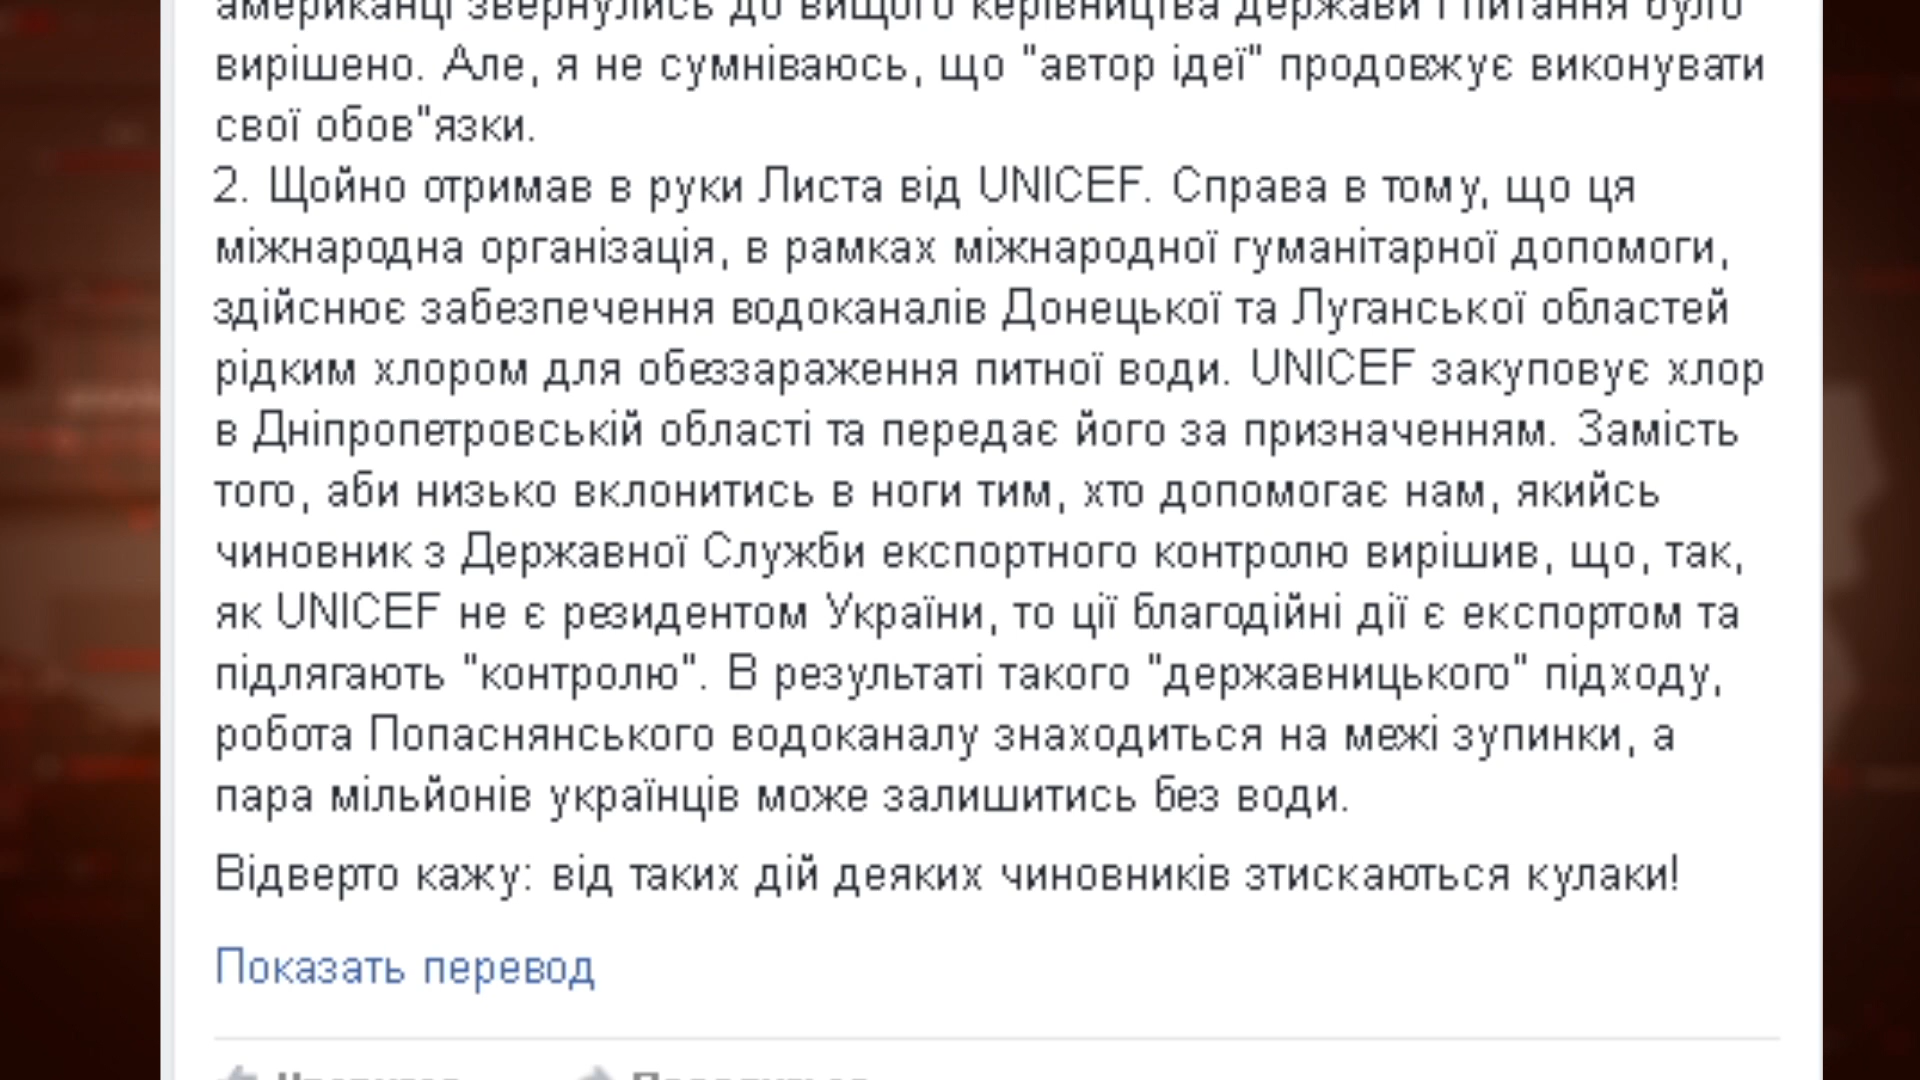 американці звернулись до вищого керівництва держави і питання було
вирішено. Але, я не сумніваюсь, що "автор ідеї" продовжує виконувати
свої обов"язки.
2. Щойно отримав в руки Листа від UNICEF. Справа в тому, що ця
міжнародна організація, в рамках міжнародної гуманітарної допомоги,
здійснює забезпечення водоканалів Донецької та Луганської областей
рідким хлором для обеззараження питної води. UNICEF закуповує хлор
в Дніпропетровській області та передає його за призначенням. Замість
того, аби низько вклонитись в ноги тим, хто допомогає нам, якийсь
чиновник з Державної Служби експортного контролю вирішив, що, так,
як UNICEF не є резидентом України, то ції благодійні дії є експортом та
підлягають "контролю". В результаті такого "державницького" підходу,
робота Попаснянського водоканалу знаходиться на межі зупинки, а
пара мільйонів українців може залишитись без води.
Відверто кажу: від таких дій деяких чиновників зтискаються кулаки!
Показать перевод